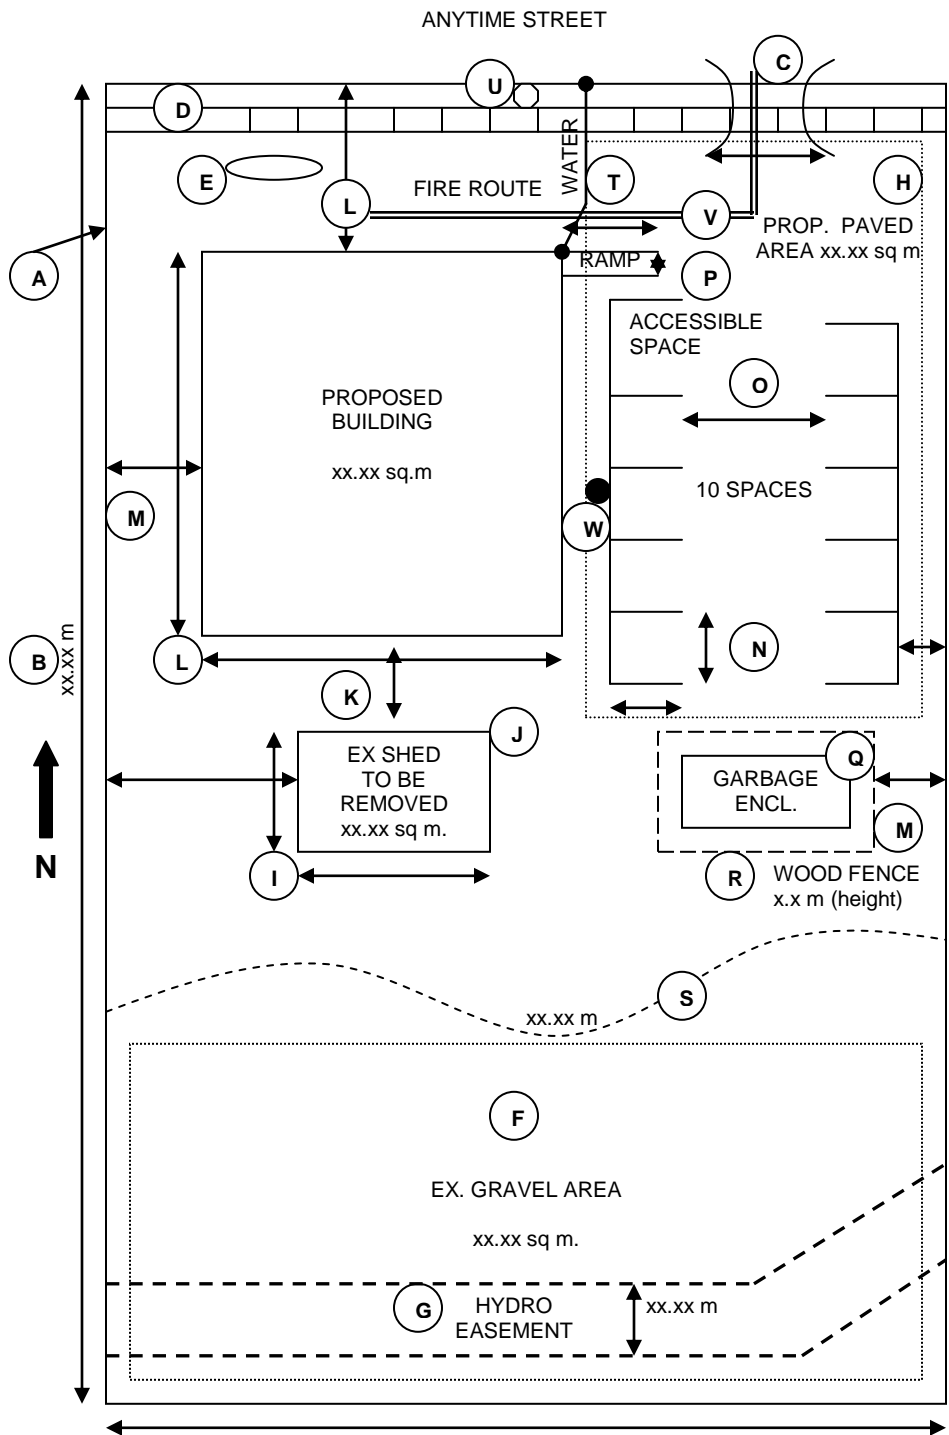 ANYTIME STREET
C
U
D
WATER
E
T
H
FIRE ROUTE
L
V
PROP. PAVED
AREA xx.xx sq m
A
RAMP
P
ACCESSIBLE
SPACE
O
PROPOSED
BUILDING
xx.xx sq.m
10 SPACES
M
W
B
xx.xx m
L
N
K
J
EX SHED
TO BE
REMOVED
xx.xx sq m.
Q
GARBAGE
ENCL.
M
N
I
R
WOOD FENCE
x.x m (height)
S
xx.xx m
F
EX. GRAVEL AREA
xx.xx sq m.
G
HYDRO
EASEMENT
xx.xx m